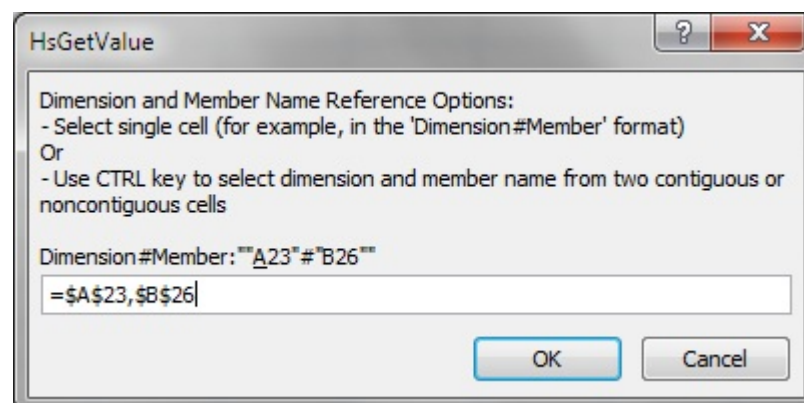 HsGetValue
Dimension and Member Name Reference Options:
- Select single cell (for example, in the 'Dimension#Member' format)
Or
-Use CTRL key to select dimension and member name from two contiguous or
noncontiguous cells
Dimension#Member:""A23"#"B26""
=$A$23,$B$26
OK Cancel